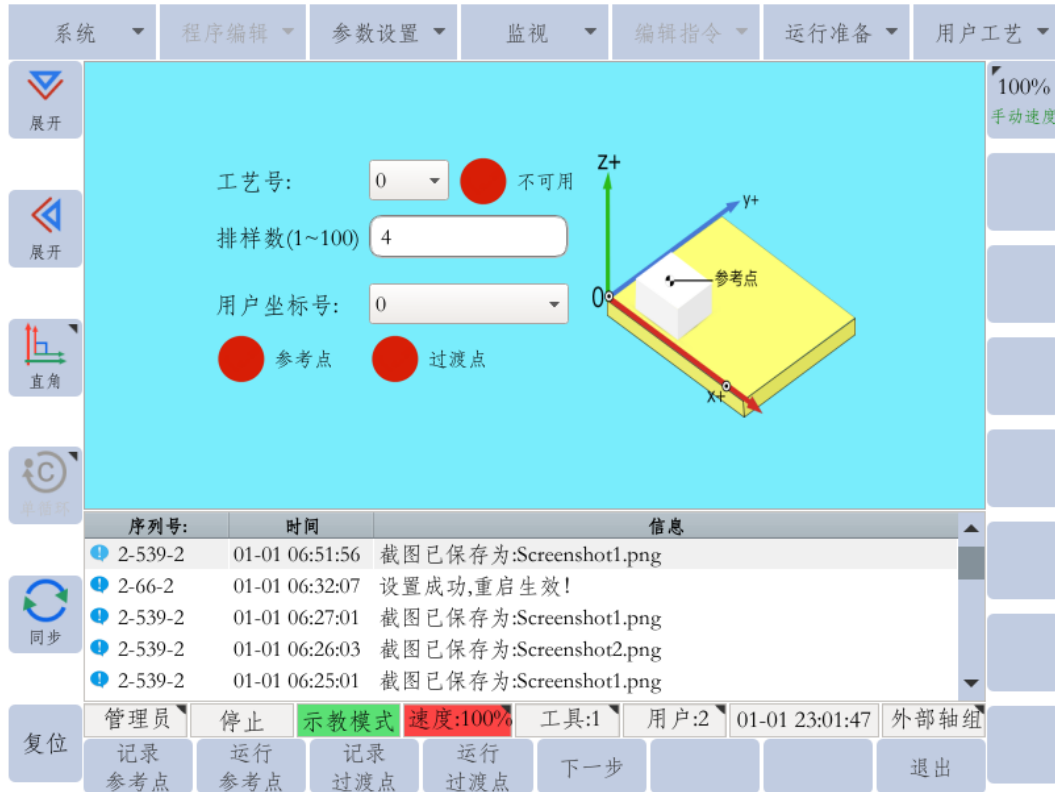 系统 程序编辑 参数设置 监视 编辑指令 运行准备 用户工艺
展开
100%
手动速度
工艺号: 0 不可用
排样数(1~100) 4
用户坐标号: 0
参考点 过渡点
Z+
y+
参考点
0
X+
展开
直角
C
同步
复位
序列号: 时间 信息
2-539-2 01-01 06:51:56 截图已保存为:Screenshot1.png
2-66-2 01-01 06:32:07 设置成功,重启生效!
2-539-2 01-01 06:27:01 截图已保存为:Screenshot1.png
2-539-2 01-01 06:26:03 截图已保存为:Screenshot2.png
2-539-2 01-01 06:25:01 截图已保存为:Screenshot1.png
管理员 停止 示教模式 速度:100% 工具:1 用户:2 01-01 23:01:47 外部轴组
记录 运行 记录 运行
参考点 参考点 过渡点 过渡点 下一步 退出